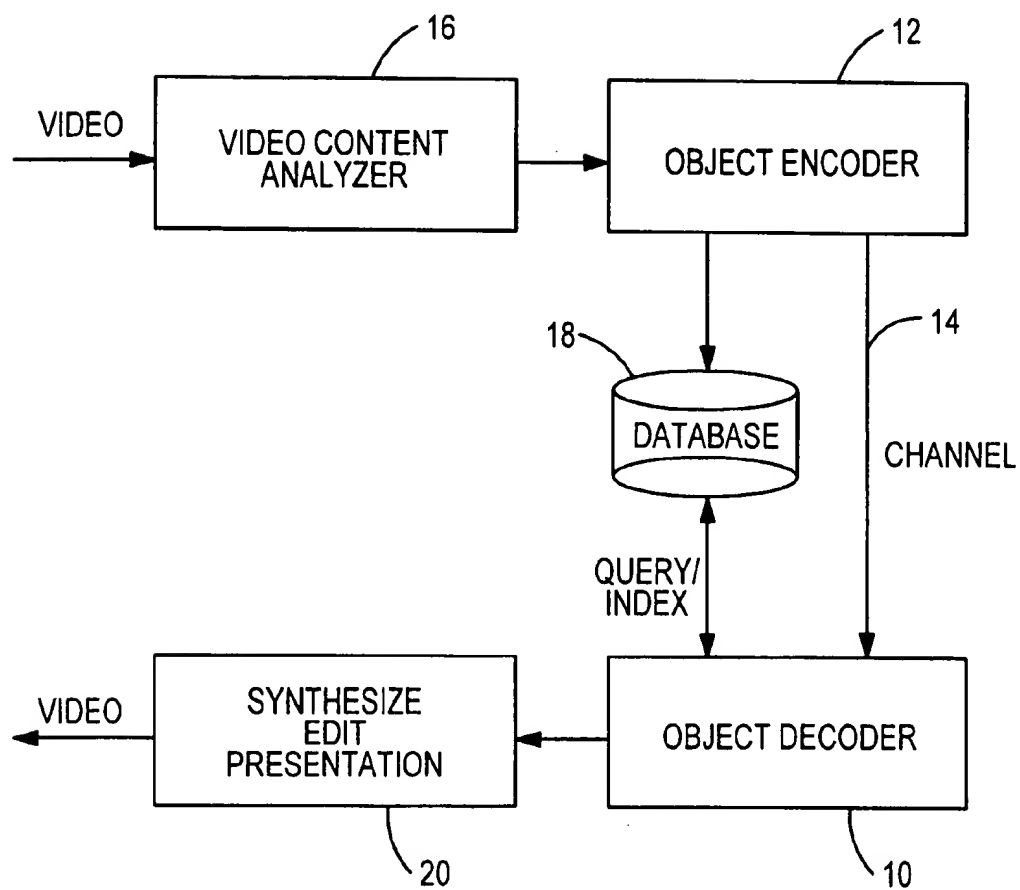 16
12
VIDEO
VIDEO CONTENT
ANALYZER
OBJECT ENCODER
18
14
DATABASE
CHANNEL
QUERY/
INDEX
VIDEO
SYNTHESIZE
EDIT
PRESENTATION
OBJECT DECODER
20
10